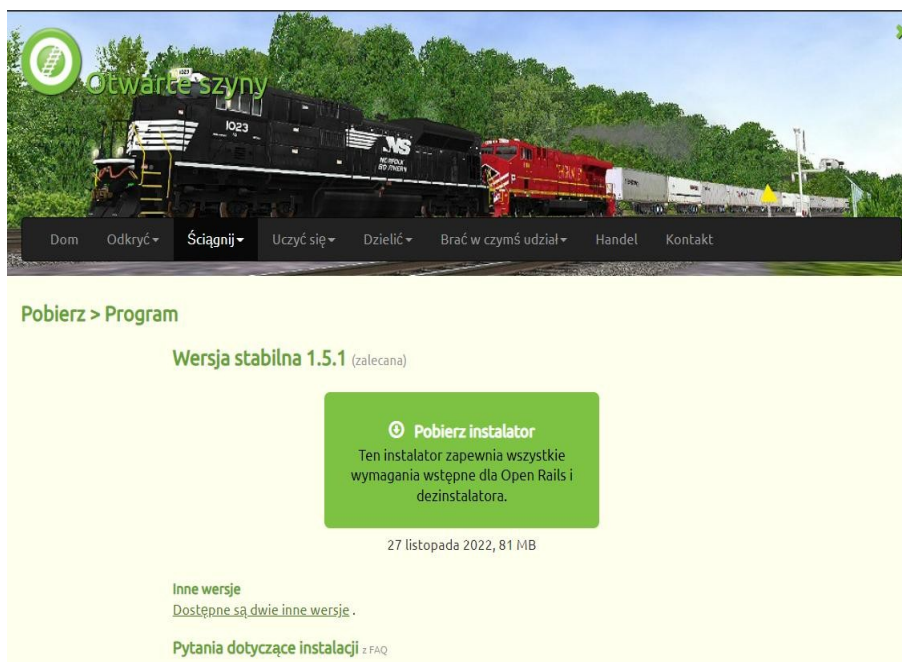 Otwarte szyny
1023
1023
NS
NORFOLK
SOUTHERN
Dom Odkryć Ściągnij Uczyć się Dzielić Brać w czymś udział Handel Kontakt
Pobierz > Program
Wersja stabilna 1.5.1 (zalecana)
Pobierz instalator
Ten instalator zapewnia wszystkie
wymagania wstępne dla Open Rails i
dezinstalatora.
27 listopada 2022, 81 MB
Inne wersje
Dostępne są dwie inne wersje .
Pytania dotyczące instalacji z FAQ